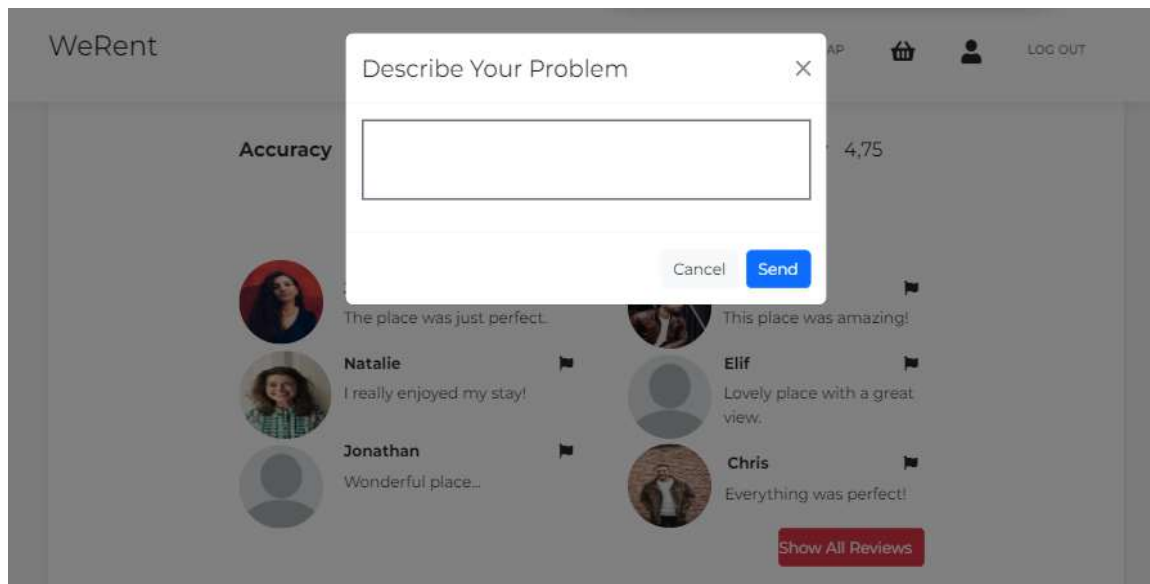 WeRent
Describe Your Problem
AP
LOG OUT
Accuracy
4,75
Cancel
Send
The place was just perfect.
This place was amazing!
Natalie
I really enjoyed my stay!
Elif
Lovely place with a great
view.
Jonathan
Wonderful place...
Chris
Everything was perfect!
Show All Reviews